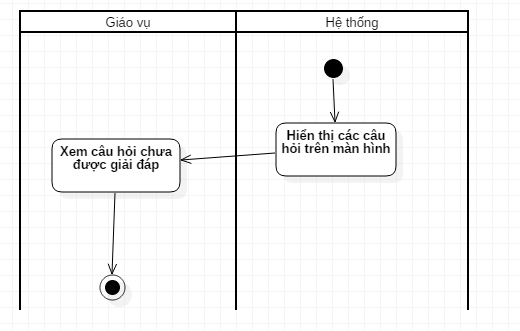 Giáo vụ
Hệ thống
Hiển thị các câu
hỏi trên màn hình
Xem câu hỏi chưa
được giải đáp